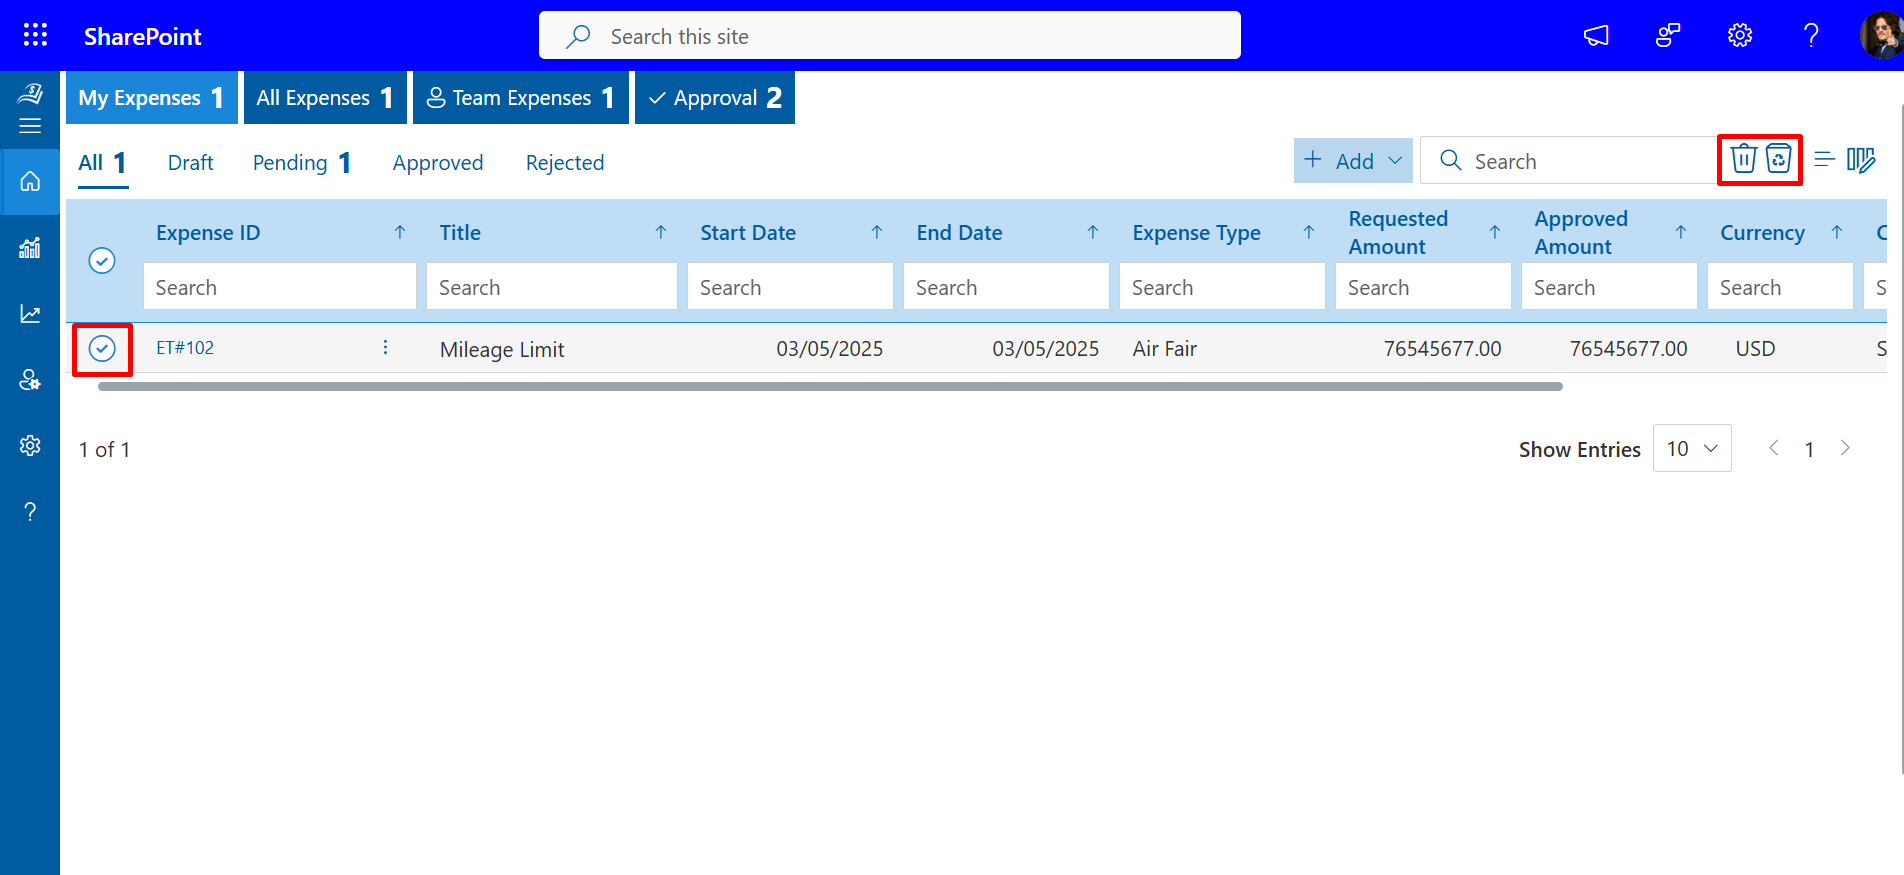 SharePoint
Search this site
My Expenses 1
All Expenses 1
Team Expenses 1
Approval 2
All 1
Draft
Pending 1
Approved
Rejected
Add
Search
Expense ID
Title
Start Date
End Date
Expense Type
Requested Amount
Approved Amount
Currency
C
Search
Search
Search
Search
Search
Search
Search
Search
S
ET#102
Mileage Limit
03/05/2025
03/05/2025
Air Fair
76545677.00
76545677.00
USD
S
1 of 1
Show Entries
10
1